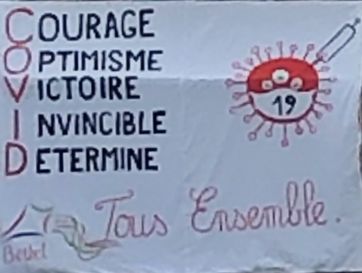 COURAGE
OPTIMISME
VICTOIRE
INVINCIBLE
DETERMINE
19
Tous Ensemble.